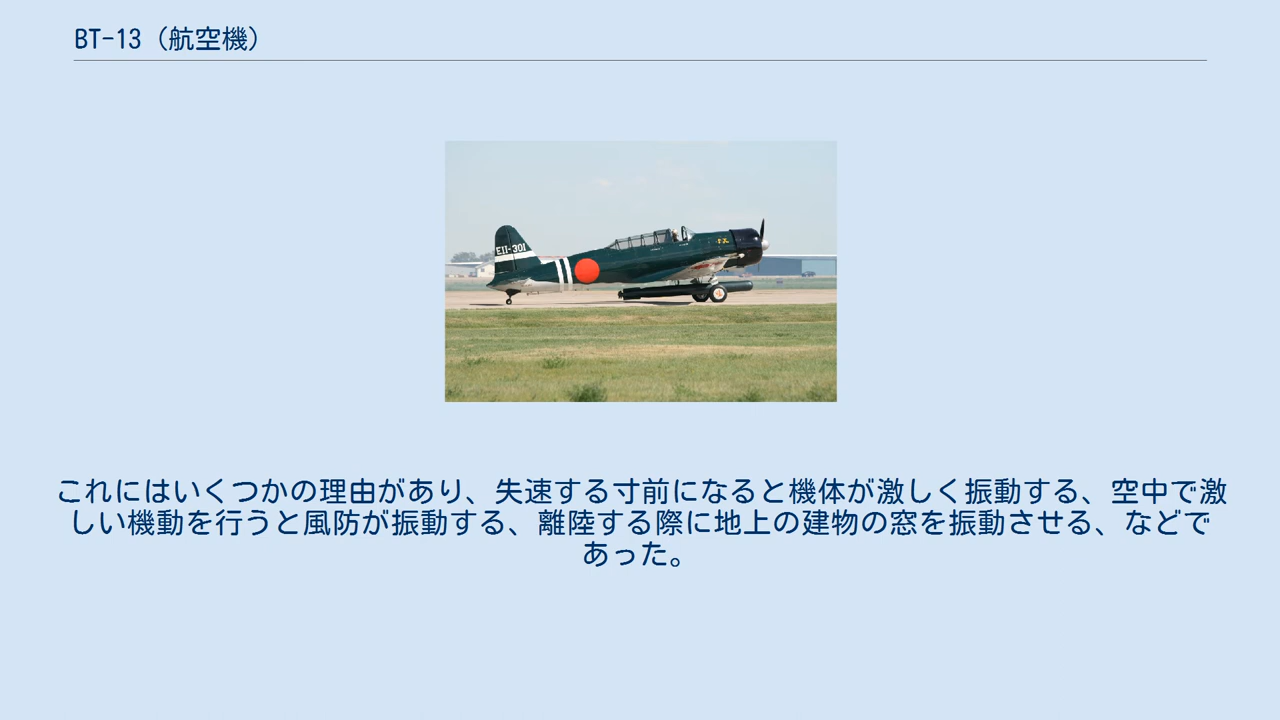 BT-13（航空機）
EII-301
これにはいくつかの理由があり、失速する寸前になると機体が激しく振動する、空中で激
しい機動を行うと風防が振動する、離陸する際に地上の建物の窓を振動させる、などで
あった。